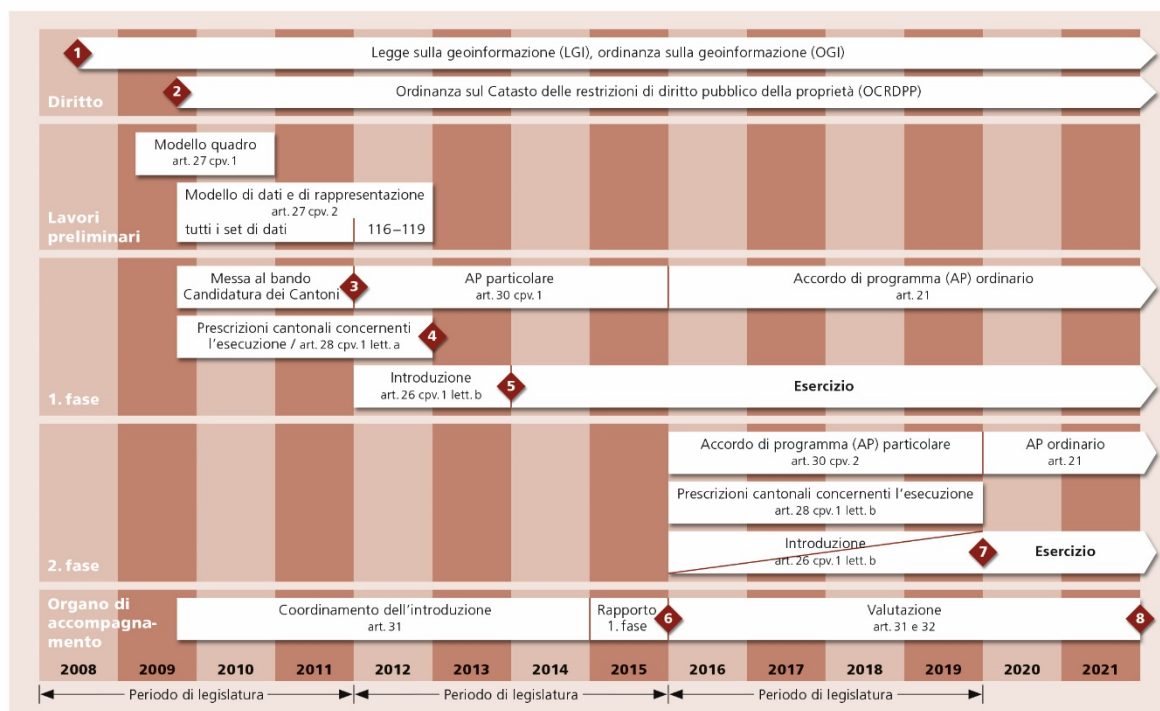 1
Legge sulla geoinformazione (LGI), ordinanza sulla geoinformazione (OGI)
2
Ordinanza sul Catasto delle restrizioni di diritto pubblico della proprietà (OCRDPP)
Diritto
Modello quadro
art. 27 cpv. 1
Modello di dati e di rappresentazione
art. 27 cpv. 2
tutti i set di dati
116–119
Lavori
preliminari
Messa al bando
Candidatura dei Cantoni
3
AP particolare
art. 30 cpv. 1
Accordo di programma (AP) ordinario
art. 21
Prescrizioni cantonali concernenti
l'esecuzione / art. 28 cpv. 1 lett. a
4
Introduzione
art. 26 cpv. 1 lett. b
5
Esercizio
1. fase
Accordo di programma (AP) particolare
art. 30 cpv. 2
AP ordinario
art. 21
Prescrizioni cantonali concernenti l'esecuzione
art. 28 cpv. 1 lett. b
Introduzione
art. 26 cpv. 1 lett. b
7
Esercizio
2. fase
Organo di
accompagna-
mento
Coordinamento dell'introduzione
art. 31
Rapporto
1. fase
6
Valutazione
art. 31 e 32
8
2008 2009 2010 2011 2012 2013 2014 2015 2016 2017 2018 2019 2020 2021
Periodo di legislatura Periodo di legislatura Periodo di legislatura